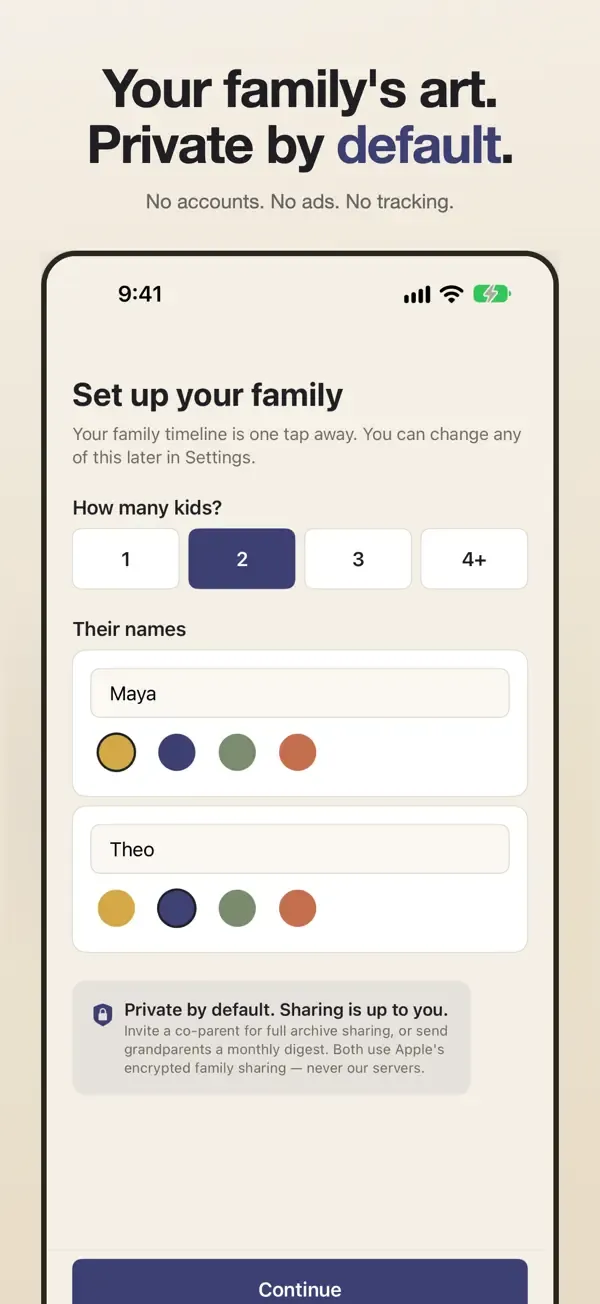 Your family's art.
Private by default.
No accounts. No ads. No tracking.
9:41
Set up your family
Your family timeline is one tap away. You can change any
of this later in Settings.
How many kids?
1 2 3 4+
Their names
Maya
Theo
Private by default. Sharing is up to you.
Invite a co-parent for full archive sharing, or send
grandparents a monthly digest. Both use Apple's
encrypted family sharing — never our servers.
Continue